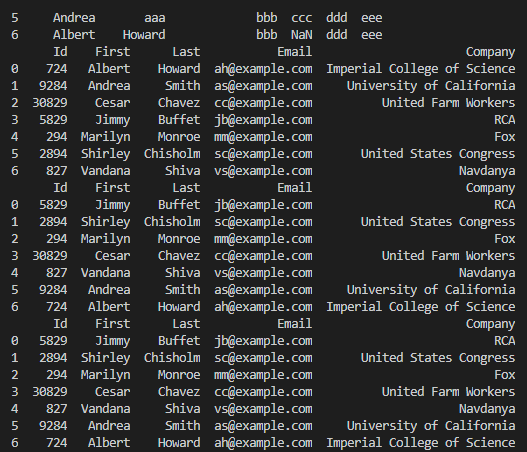 5     Andrea      aaa            bbb  ccc  ddd  eee
6     Albert   Howard            bbb  NaN  ddd  eee
      Id    First      Last           Email                        Company
0    724   Albert    Howard  ah@example.com  Imperial College of Science
1   9284   Andrea     Smith  as@example.com     University of California
2  30829    Cesar    Chavez  cc@example.com          United Farm Workers
3   5829    Jimmy    Buffet  jb@example.com                          RCA
4    294  Marilyn    Monroe  mm@example.com                          Fox
5   2894  Shirley  Chisholm  sc@example.com       United States Congress
6    827  Vandana     Shiva  vs@example.com                     Navdanya
      Id    First      Last           Email                      Company
0   5829    Jimmy    Buffet  jb@example.com                          RCA
1   2894  Shirley  Chisholm  sc@example.com       United States Congress
2    294  Marilyn    Monroe  mm@example.com                          Fox
3  30829    Cesar    Chavez  cc@example.com          United Farm Workers
4    827  Vandana     Shiva  vs@example.com                     Navdanya
5   9284   Andrea     Smith  as@example.com     University of California
6    724   Albert    Howard  ah@example.com  Imperial College of Science
      Id    First      Last           Email                      Company
0   5829    Jimmy    Buffet  jb@example.com                          RCA
1   2894  Shirley  Chisholm  sc@example.com       United States Congress
2    294  Marilyn    Monroe  mm@example.com                          Fox
3  30829    Cesar    Chavez  cc@example.com          United Farm Workers
4    827  Vandana     Shiva  vs@example.com                     Navdanya
5   9284   Andrea     Smith  as@example.com     University of California
6    724   Albert    Howard  ah@example.com  Imperial College of Science